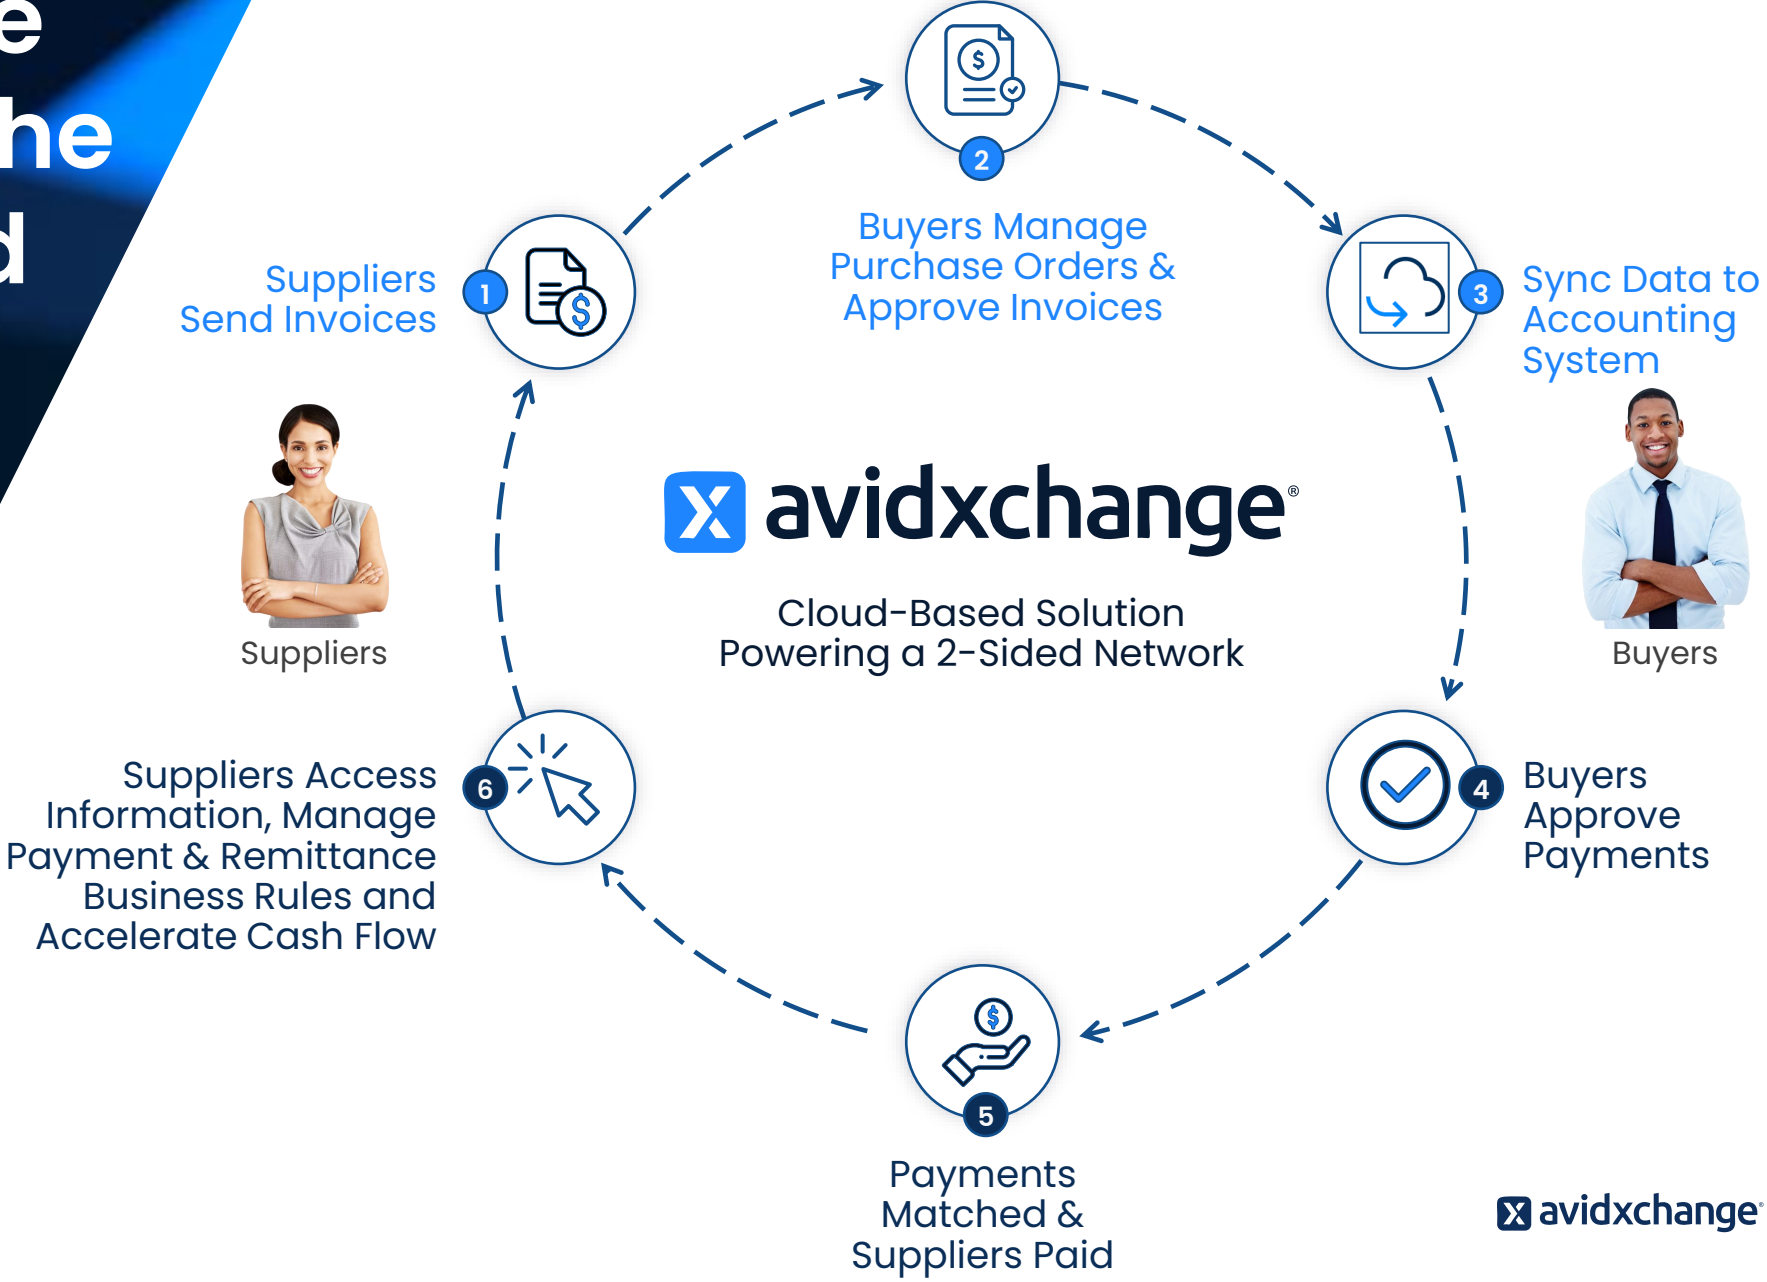 e
he
d
2
Buyers Manage
Purchase Orders &
Approve Invoices
1
Suppliers
Send Invoices
3
Sync Data to
Accounting
System
x avidxchange®
Cloud-Based Solution
Powering a 2-Sided Network
Suppliers
Buyers
6
Suppliers Access
Information, Manage
Payment & Remittance
Business Rules and
Accelerate Cash Flow
4
Buyers
Approve
Payments
$
5
Payments
Matched &
Suppliers Paid
x avidxchange®